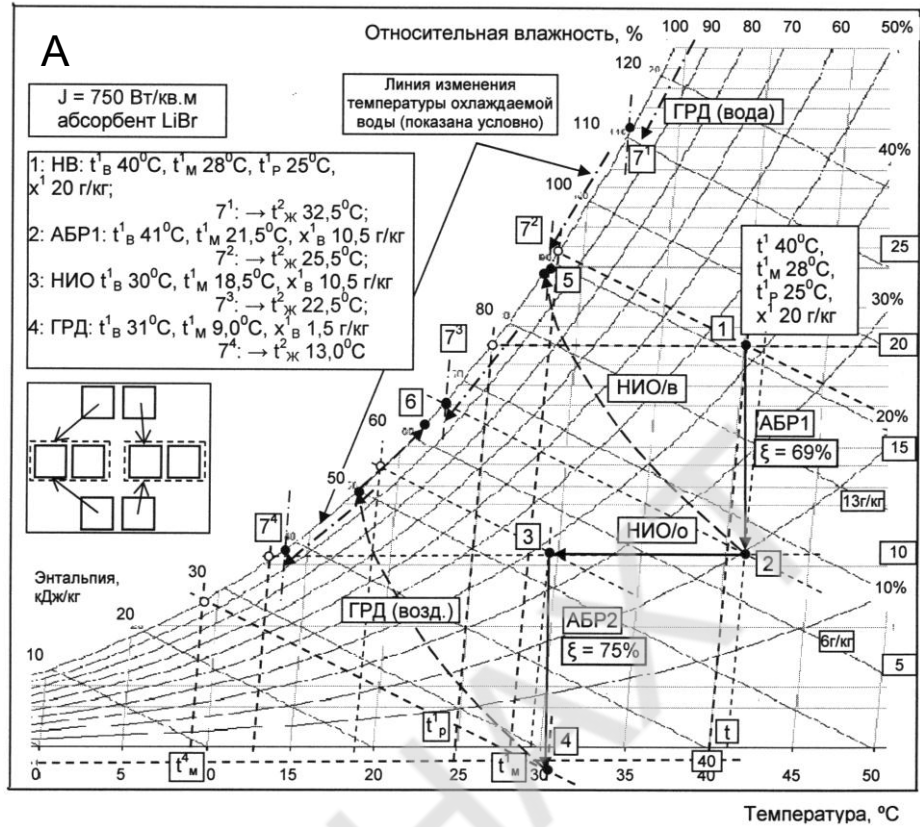 A
Относительная влажность, %
100 90 80 70 60 50%
J = 750 Вт/кв.м
абсорбент LiBr
Линия изменения
температуры охлаждаемой
воды (показана условно)
120
ГРД (вода)
110
7¹
40%
1: НВ: t¹в 40⁰С, t¹м 28⁰С, t¹р 25⁰С,
x¹ 20 г/кг;
7¹: → t²ж 32,5⁰С;
2: АБР1: t¹в 41⁰С, t¹м 21,5⁰С, x¹в 10,5 г/кг
7²: → t²ж 25,5⁰С;
3: НИО t¹в 30⁰С, t¹м 18,5⁰С, x¹в 10,5 г/кг
7³: → t²ж 22,5⁰С;
4: ГРД: t¹в 31⁰С, t¹м 9,0⁰С, x¹в 1,5 г/кг
7⁴: → t²ж 13,0⁰С
100
7²
5
t¹ 40⁰С,
t¹м 28⁰С,
t¹р 25⁰С,
x¹ 20 г/кг
25
30%
80
7³
1
20
НИО/в
20%
6
60
АБР1
ξ = 69%
15
50
13г/кг
7⁴
3
НИО/о
2
10
Энтальпия,
кДж/кг
30
10%
20
ГРД (возд.)
АБР2
ξ = 75%
6г/кг
10
5
t¹р
t
4
t⁴м
t¹м
40
0 5 10 15 20 25 30 35 45 50
Температура, ºС